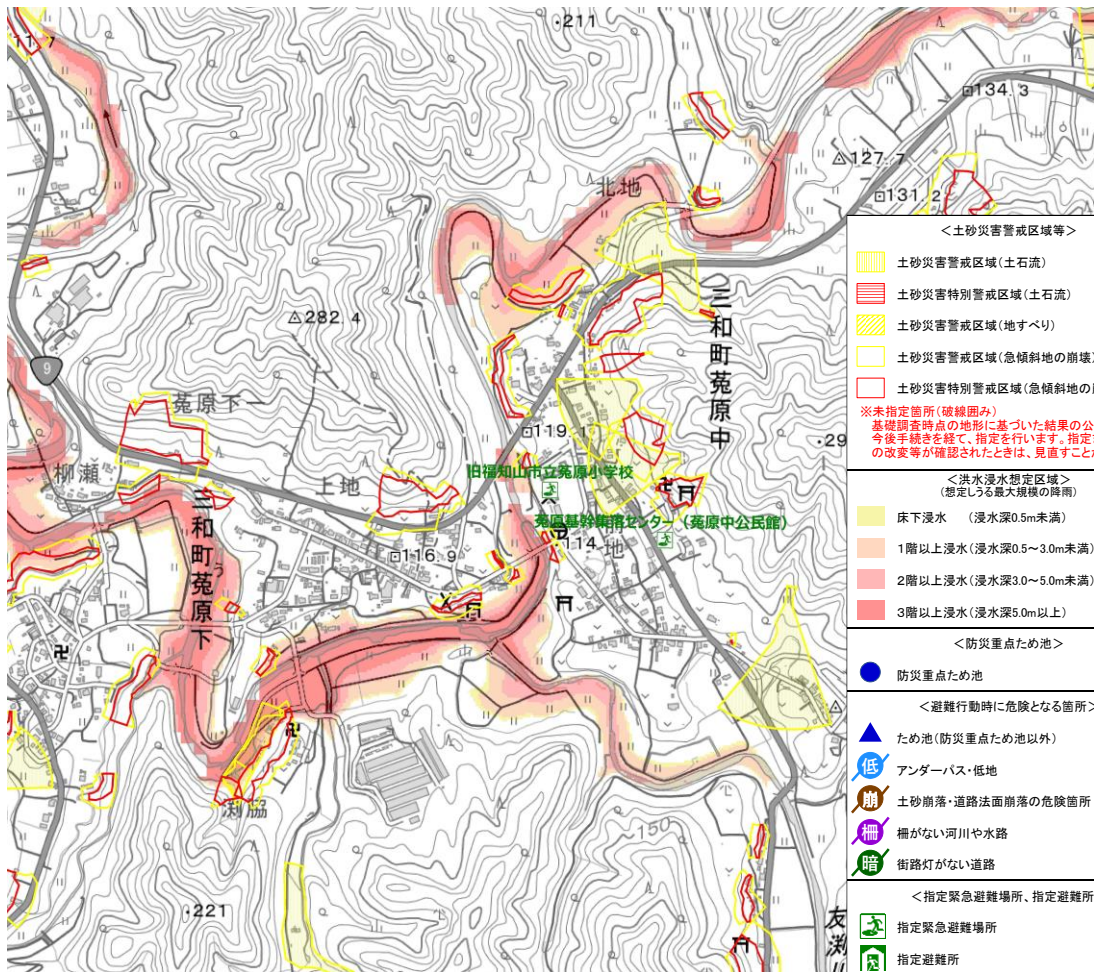 211
134.3
127.7
131.2
北地
三和町菟原中
282.4
9
菟原下一
119.1
旧福知山市立菟原小学校
柳瀬
上地
菟原基幹集落センター(菟原中公民館)
114
116.9
三和町菟原下
う
渕脇
150
221
友渕川
29
<土砂災害警戒区域等>
土砂災害警戒区域(土石流)
土砂災害特別警戒区域(土石流)
土砂災害警戒区域(地すべり)
土砂災害警戒区域(急傾斜地の崩壊)
土砂災害特別警戒区域(急傾斜地の
※未指定箇所(破線囲み)
基礎調査時点の地形に基づいた結果の公
今後手続きを経て、指定を行います。指定
の改変等が確認されたときは、見直すことか
<洪水浸水想定区域>
(想定しうる最大規模の降雨)
床下浸水 (浸水深0.5m未満)
1階以上浸水(浸水深0.5~3.0m未満)
2階以上浸水(浸水深3.0~5.0m未満)
3階以上浸水(浸水深5.0m以上)
<防災重点ため池>
防災重点ため池
<避難行動時に危険となる箇所>
ため池(防災重点ため池以外)
低 アンダーパス・低地
崩 土砂崩落・道路法面崩落の危険箇所
柵 柵がない河川や水路
暗 街路灯がない道路
<指定緊急避難場所、指定避難所
指定緊急避難場所
指定避難所